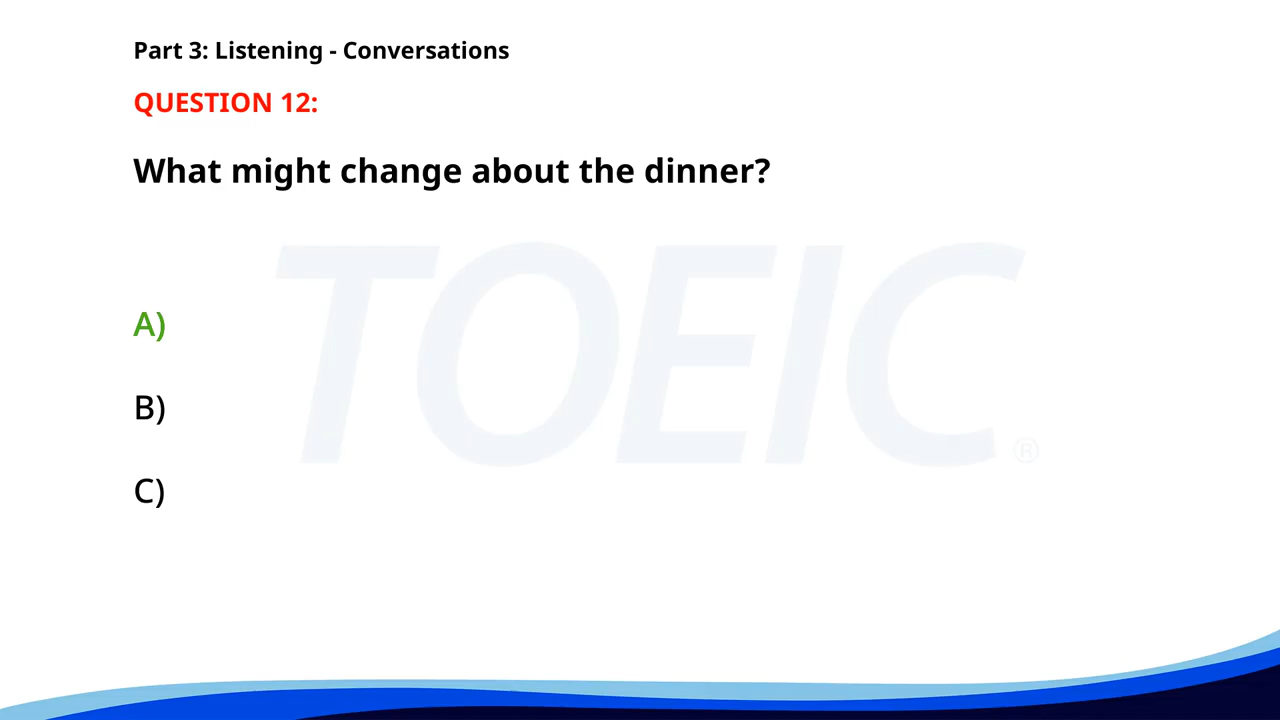 Part 3: Listening - Conversations
QUESTION 12:
What might change about the dinner?
TOEIC®
A)
B)
C)